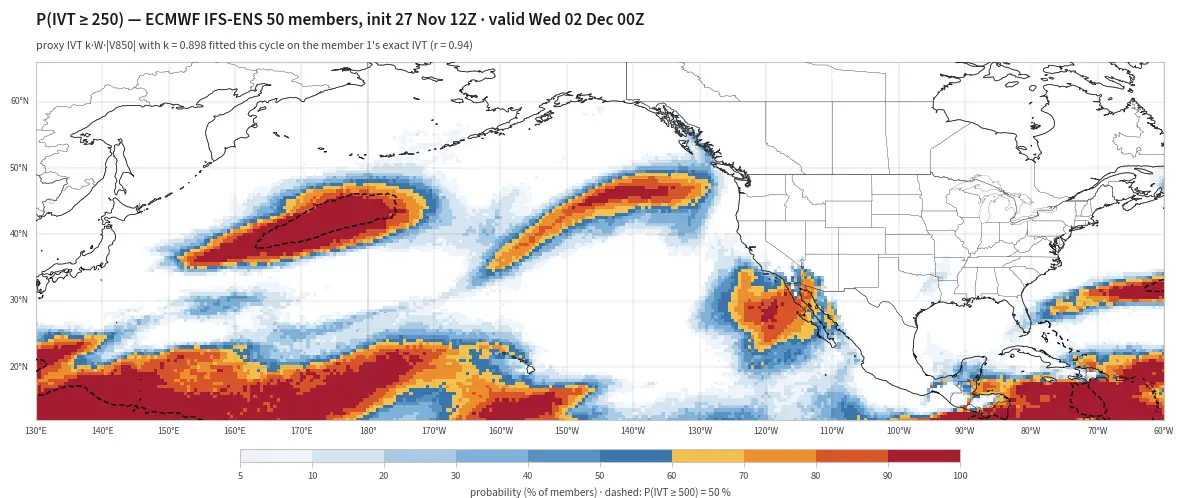 P(IVT ≥ 250) — ECMWF IFS-ENS 50 members, init 27 Nov 12Z · valid Wed 02 Dec 00Z
proxy IVT k·W·|V850| with k = 0.898 fitted this cycle on the member 1's exact IVT (r = 0.94)
60°N
50°N
40°N
30°N
20°N
130°E 140°E 150°E 160°E 170°E 180° 170°W 160°W 150°W 140°W 130°W 120°W 110°W 100°W 90°W 80°W 70°W 60°W
5 10 20 30 40 50 60 70 80 90 100
probability (% of members) · dashed: P(IVT ≥ 500) = 50 %